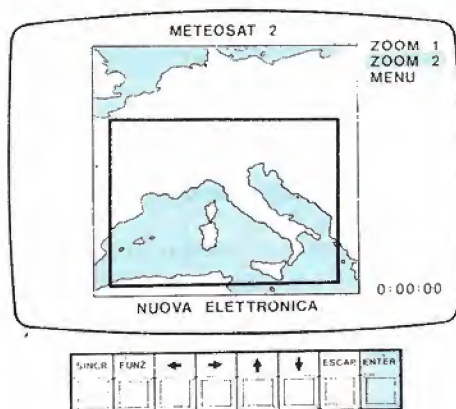 METEOSAT 2
ZOOM 1
ZOOM 2
MENU
0:00:00
NUOVA ELETTRONICA
SINCR FUNZ ESCAP ENTER